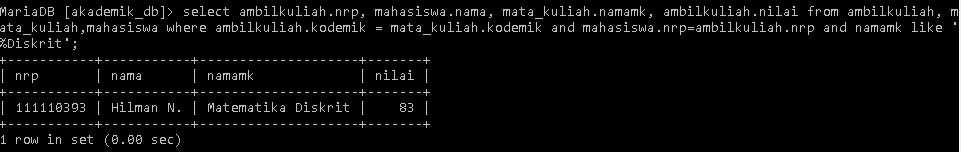 MariaDB [akademik_db]> select ambilkuliah.nrp, mahasiswa.nama, mata_kuliah.namamk, ambilkuliah.nilai from ambilkuliah, m
ata_kuliah,mahasiswa where ambilkuliah.kodemik = mata_kuliah.kodemik and mahasiswa.nrp=ambilkuliah.nrp and namamk like '
%Diskrit';
+-----------+-----------+--------------------+-------+
| nrp       | nama      | namamk             | nilai |
+-----------+-----------+--------------------+-------+
| 111110393 | Hilman N. | Matematika Diskrit |    83 |
+-----------+-----------+--------------------+-------+
1 row in set (0.00 sec)